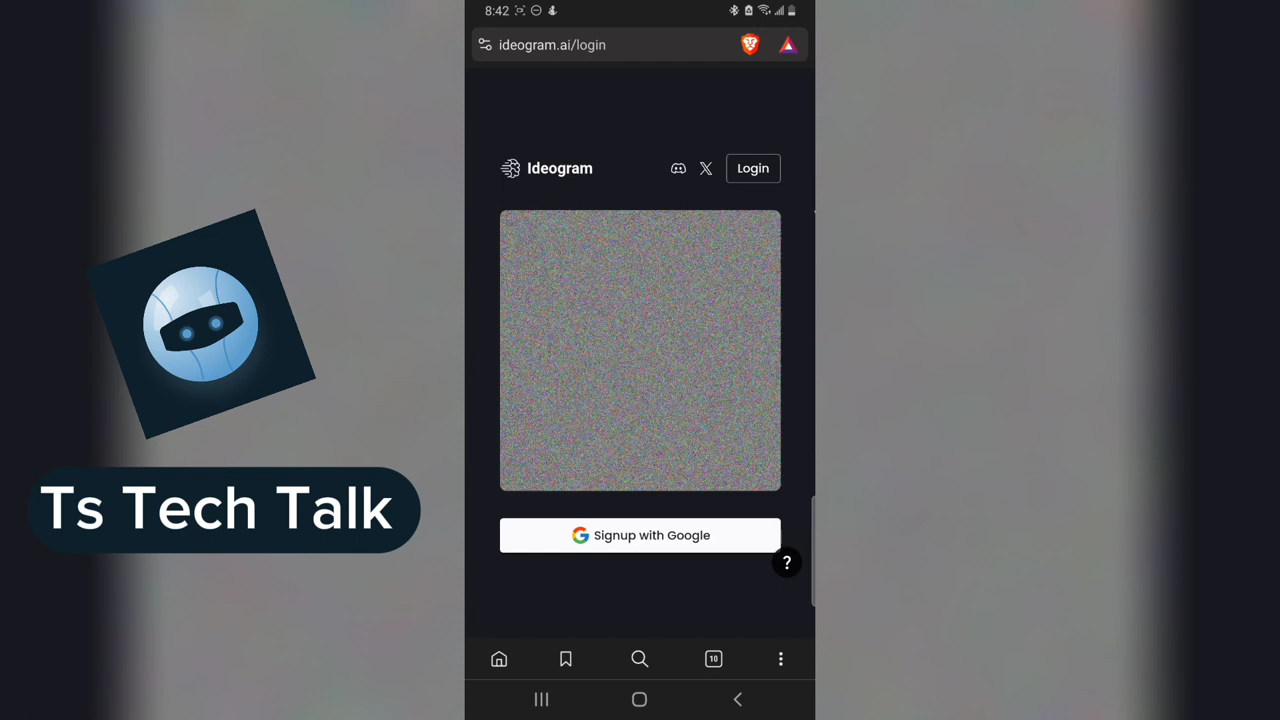 8:42
ideogram.ai/login
Ideogram
Login
Ts Tech Talk
Signup with Google
?
10